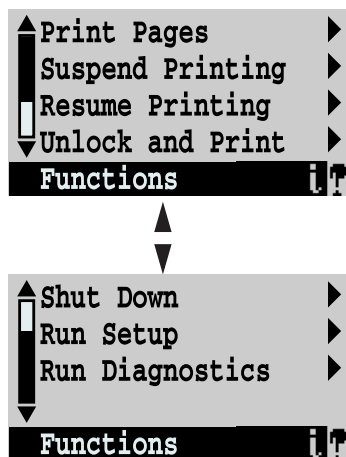 Print Pages
Suspend Printing
Resume Printing
Unlock and Print
Functions i ?
Shut Down
Run Setup
Run Diagnostics
Functions i ?